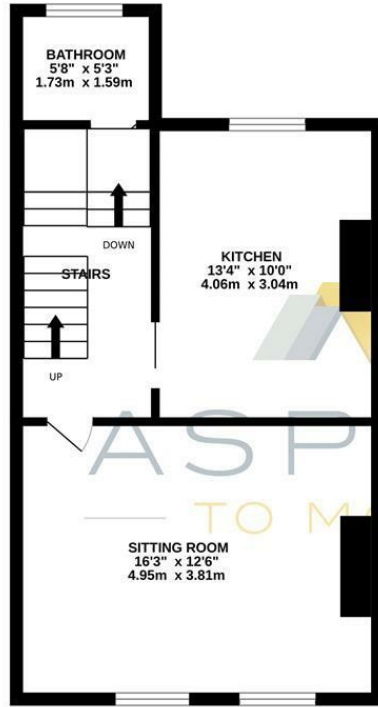 BATHROOM
5'8" x 5'3"
1.73m x 1.59m
DOWN
KITCHEN
13'4" x 10'0"
4.06m x 3.04m
STAIRS
UP
ASP
TO M
SITTING ROOM
16'3" x 12'6"
4.95m x 3.81m